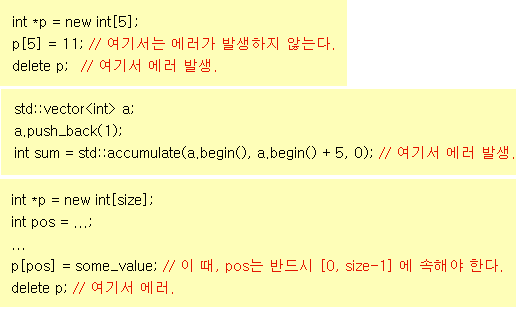 int *p = new int[5];
p[5] = 11; // 여기서는 에러가 발생하지 않는다.
delete p; // 여기서 에러 발생.
std::vector<int> a;
a.push_back(1);
int sum = std::accumulate(a.begin(), a.begin() + 5, 0); // 여기서 에러 발생.
int *p = new int[size];
int pos = ...;
...
p[pos] = some_value; // 이 때, pos는 반드시 [0, size-1] 에 속해야 한다.
delete p; // 여기서 에러.